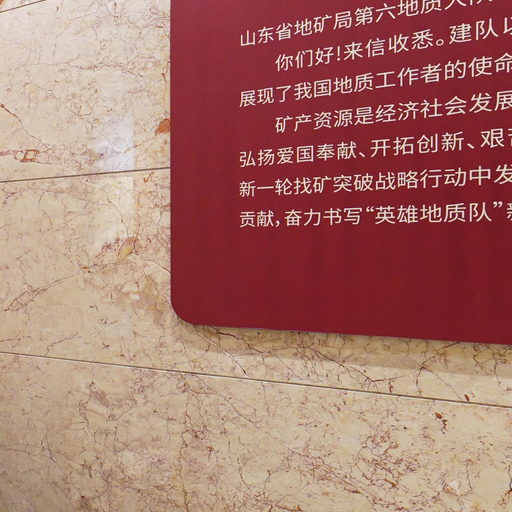 山东省地矿局第六地质大队
你们好!来信收悉。建队以
展现了我国地质工作者的使命
矿产资源是经济社会发展
弘扬爱国奉献、开拓创新、艰苦
新一轮找矿突破战略行动中发
贡献,奋力书写“英雄地质队”新